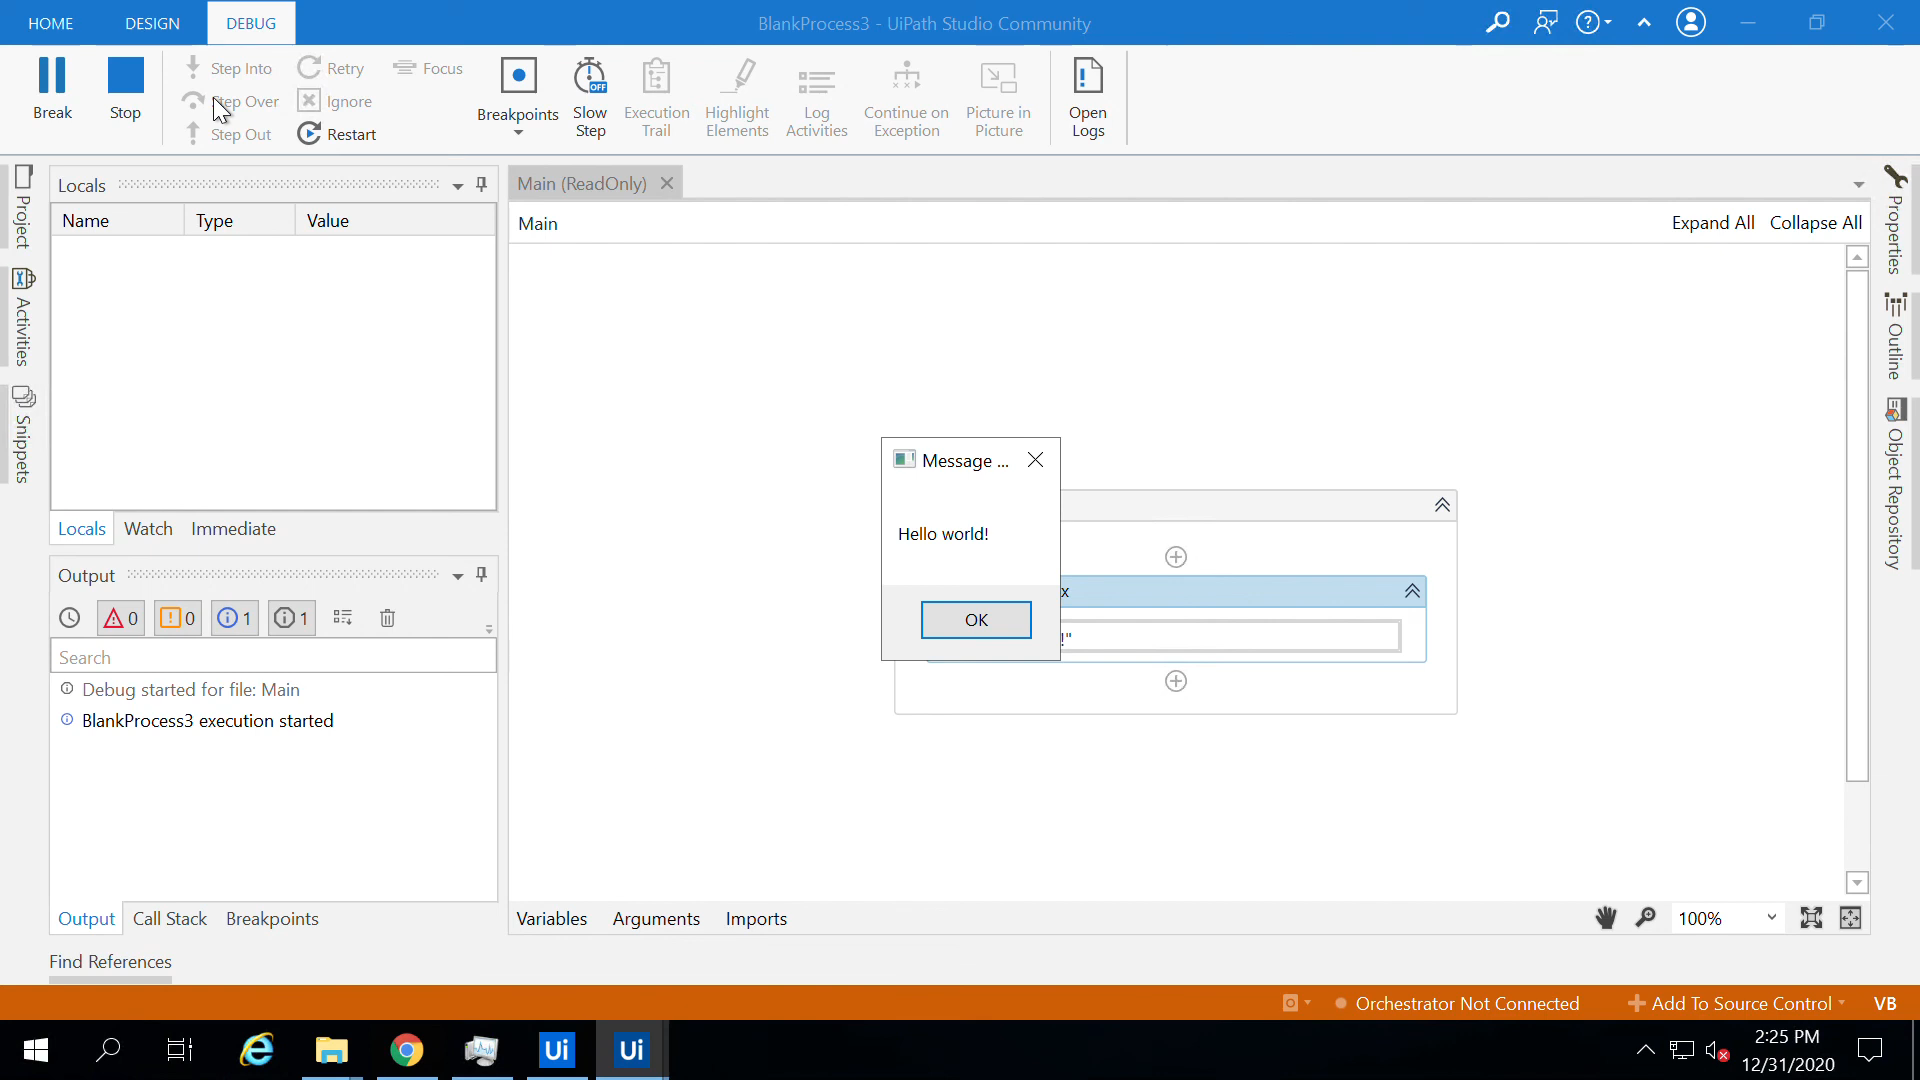 HOME DESIGN DEBUG BlankProcess3 - UiPath Studio Community
Break Stop Step Into Step Over Step Out Retry Ignore Restart Focus
Breakpoints
Slow Step
OFF
Execution Trail
Highlight Elements
Log Activities
Continue on Exception
Picture in Picture
Open Logs
Project
Activities
Snippets
Locals
Name Type Value
Locals Watch Immediate
Output
0 0 1 1
Search
Debug started for file: Main
BlankProcess3 execution started
Output Call Stack Breakpoints
Find References
Main (ReadOnly)
Main Expand All Collapse All
Message ...
Hello world!
OK
x
!"
Variables Arguments Imports 100%
Properties
Outline
Object Repository
Orchestrator Not Connected Add To Source Control VB
Ui Ui
2:25 PM
12/31/2020